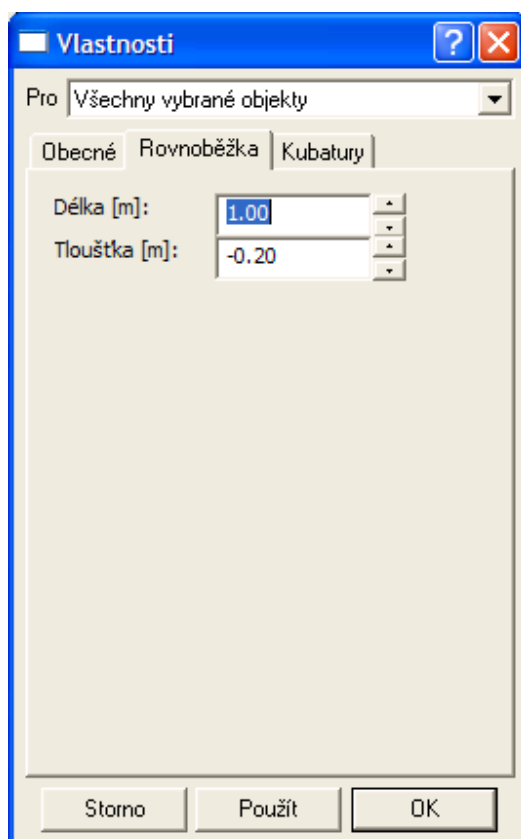 Vlastnosti
Pro Všechny vybrané objekty
Obecné Rovnoběžka Kubatury
Délka [m]: 1.00
Tloušťka [m]: -0.20
Storno Použít OK